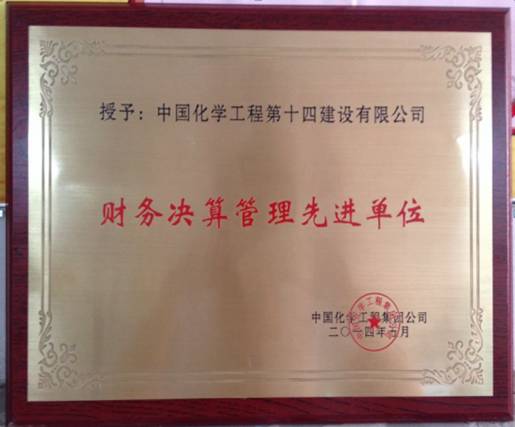 授予：中国化学工程第十四建设有限公司
财务决算管理先进单位
中国化学工程集团公司
二〇一四年五月